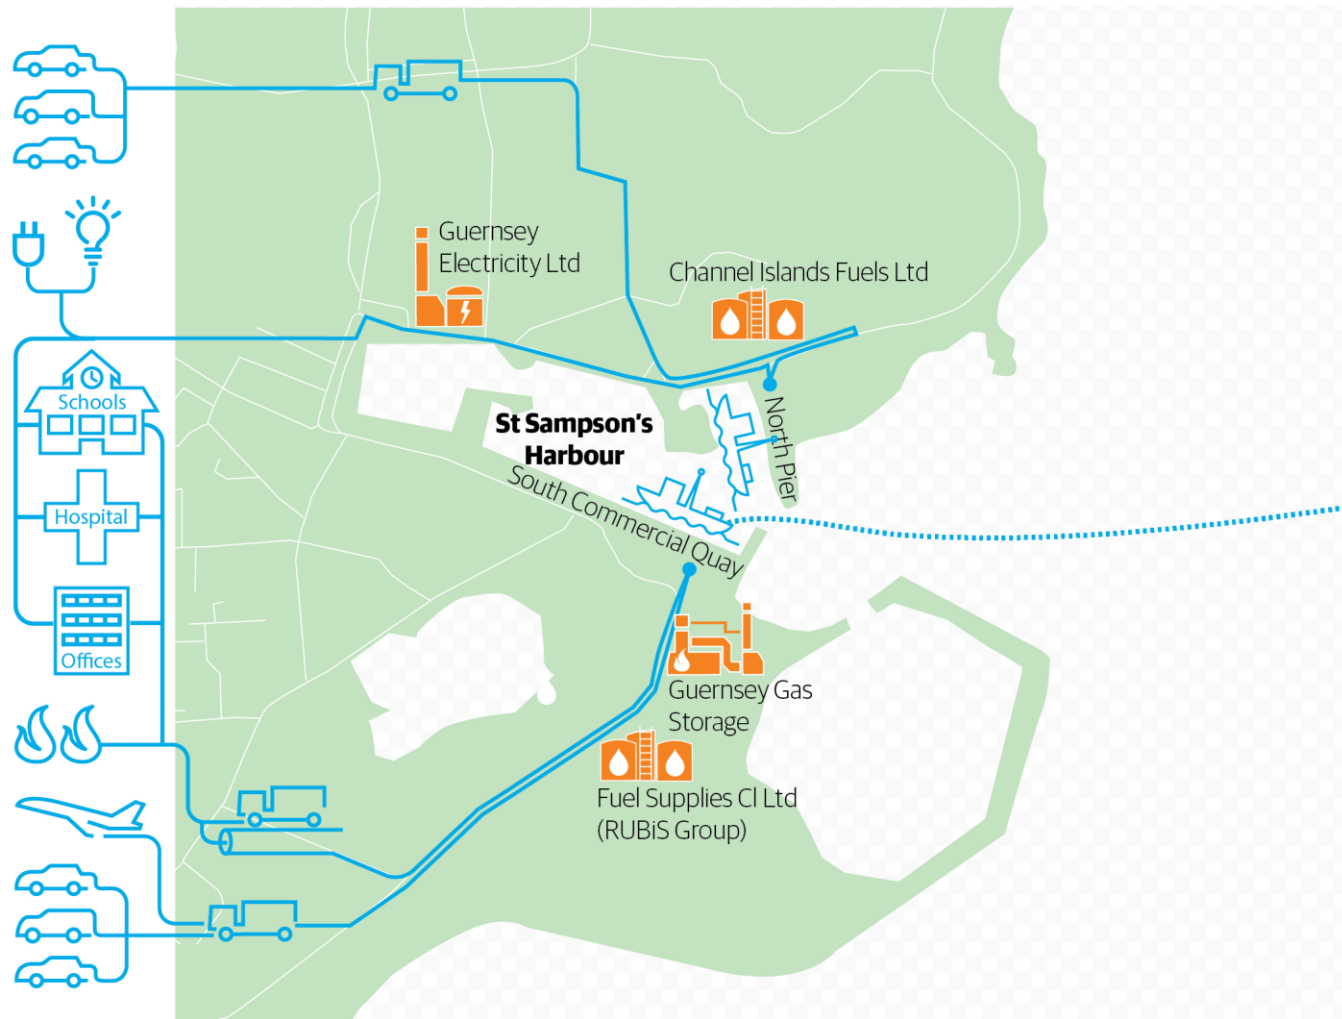 Guernsey
Electricity Ltd
Channel Islands Fuels Ltd
Schools
St Sampson's
Harbour
North Pier
South Commercial Quay
Hospital
Offices
Guernsey Gas
Storage
Fuel Supplies CI Ltd
(RUBiS Group)